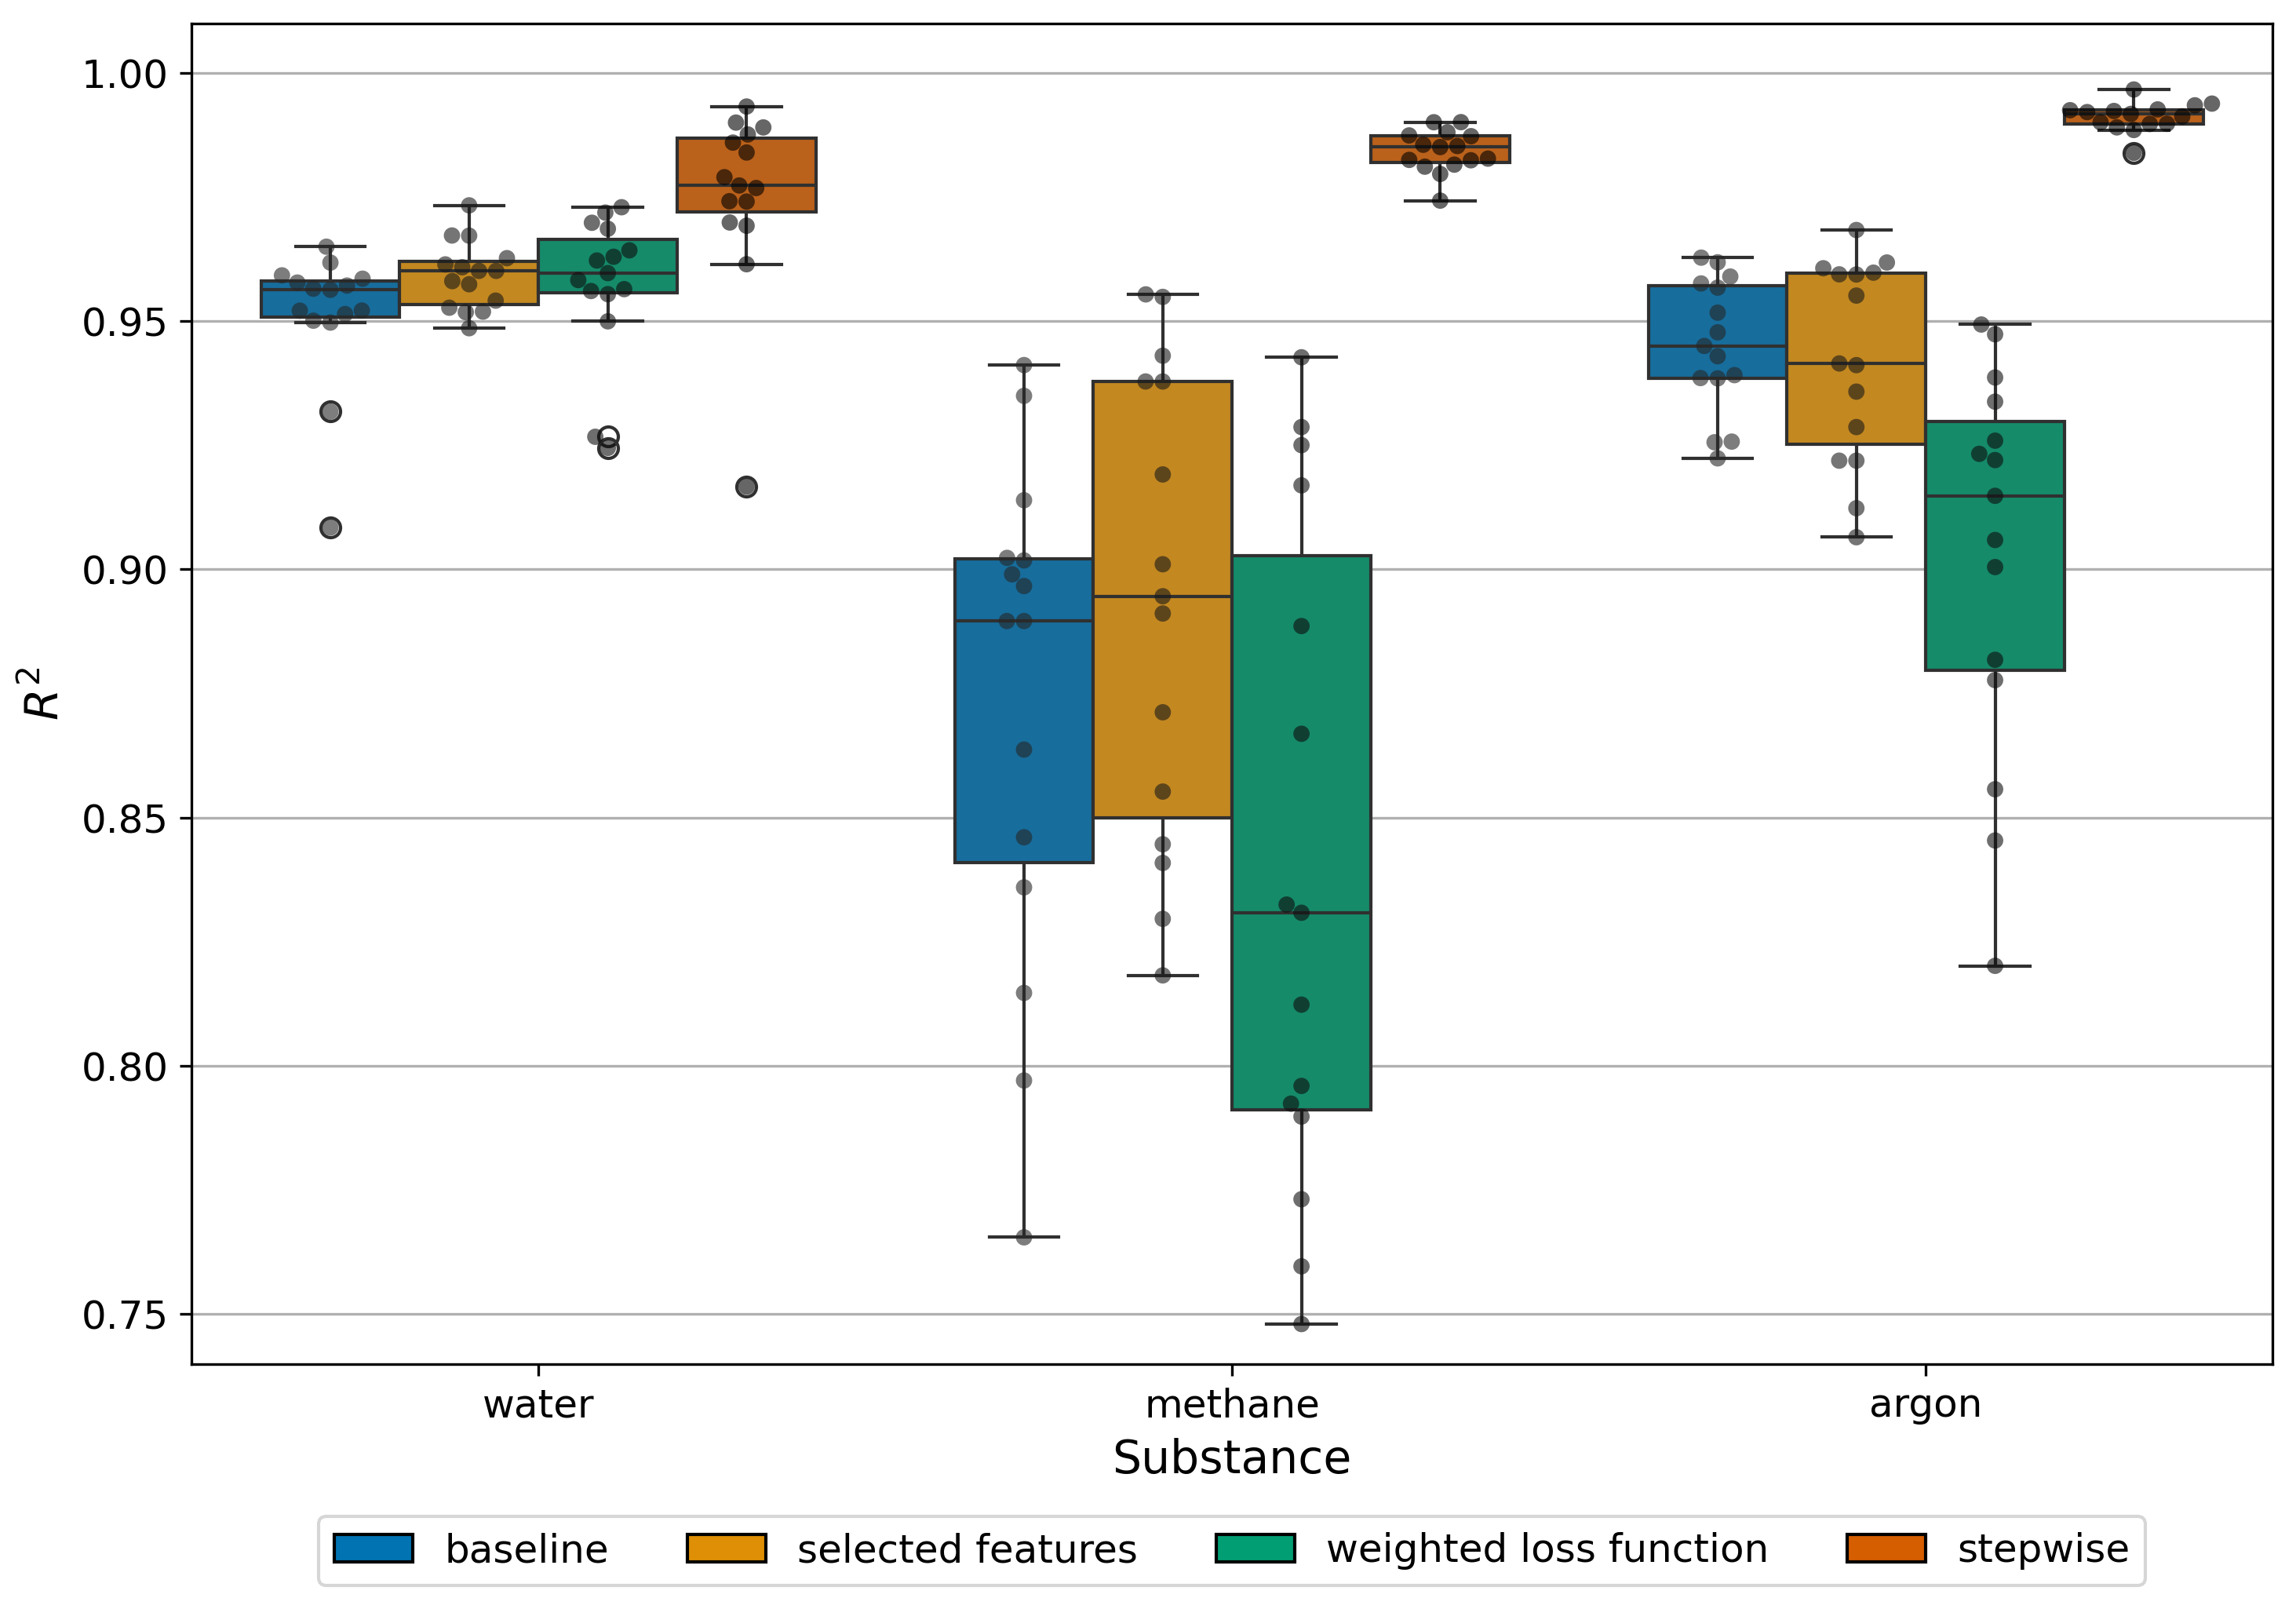 1.00
0.95
0.90
0.85
0.80
0.75
R²
water methane argon
Substance
baseline selected features weighted loss function stepwise